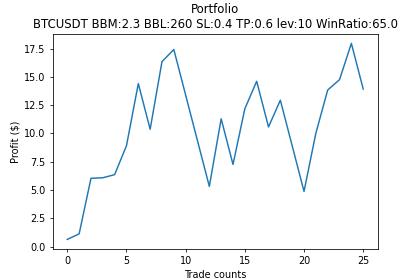 Portfolio
BTCUSDT BBM:2.3 BBL:260 SL:0.4 TP:0.6 lev:10 WinRatio:65.0
17.5
15.0
12.5
10.0
7.5
5.0
2.5
0.0
Profit ($)
0 5 10 15 20 25
Trade counts